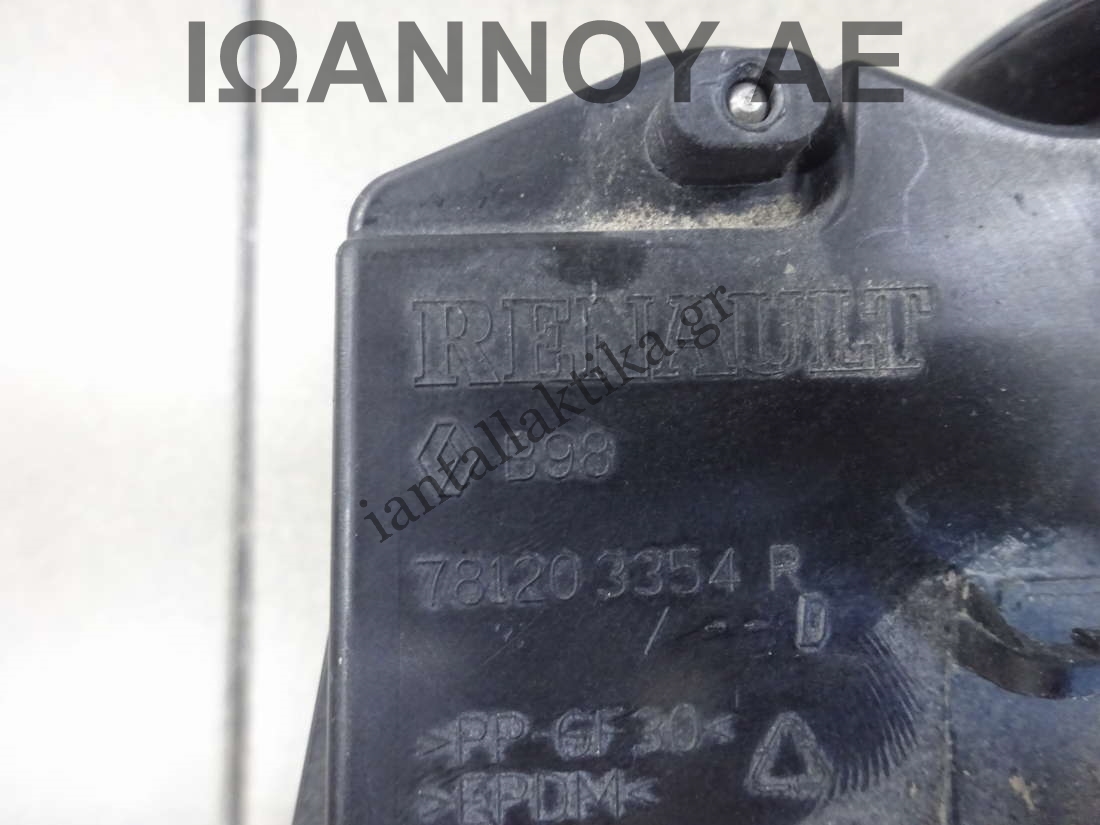 ΙΩΑΝΝΟΥ ΑΕ
RENAULT
B98
iantallaktika.gr
781203354 R
/ -- D
>PP-GF30<
>EPDM<